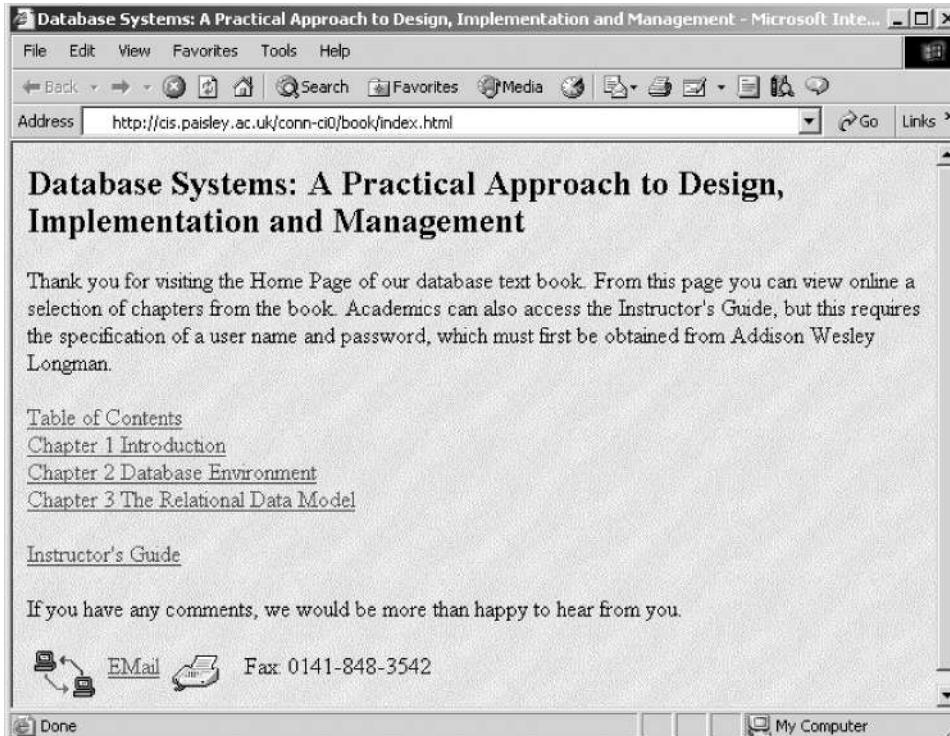 Database Systems: A Practical Approach to Design, Implementation and Management - Microsoft Inte...
File Edit View Favorites Tools Help
Back Search Favorites Media
Address http://cis.paisley.ac.uk/conn-ci0/book/index.html Go Links
Database Systems: A Practical Approach to Design,
Implementation and Management
Thank you for visiting the Home Page of our database text book. From this page you can view online a
selection of chapters from the book. Academics can also access the Instructor's Guide, but this requires
the specification of a user name and password, which must first be obtained from Addison Wesley
Longman.
Table of Contents
Chapter 1 Introduction
Chapter 2 Database Environment
Chapter 3 The Relational Data Model
Instructor's Guide
If you have any comments, we would be more than happy to hear from you.
EMail Fax: 0141-848-3542
Done My Computer